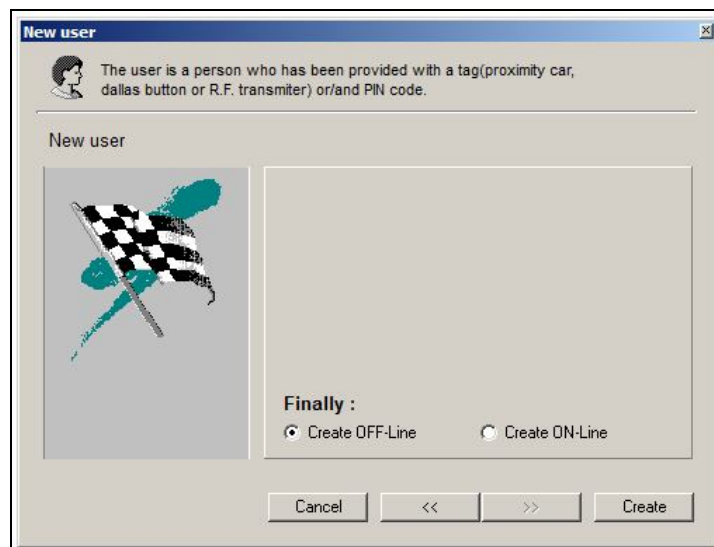 New user
The user is a person who has been provided with a tag(proximity car,
dallas button or R.F. transmiter) or/and PIN code.
New user
Finally :
Create OFF-Line Create ON-Line
Cancel << >> Create